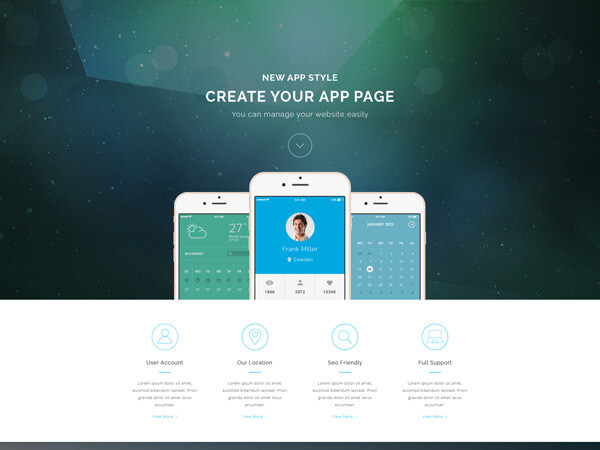 NEW APP STYLE
CREATE YOUR APP PAGE
You can manage your website easily
27°
NOVEMBER
Frank Miller
Sweden
1806 5972 19348
JANUARY 2015
User Account
Our Location
Seo Friendly
Full Support
Lorem ipsum dolor sit amet,
euismod bibendum laoreet. Proin
gravida dolor sit amet lacus
accumsan.
View More
Lorem ipsum dolor sit amet,
euismod bibendum laoreet. Proin
gravida dolor sit amet lacus
accumsan.
View More
Lorem ipsum dolor sit amet,
euismod bibendum laoreet. Proin
gravida dolor sit amet lacus
accumsan.
View More
Lorem ipsum dolor sit amet,
euismod bibendum laoreet. Proin
gravida dolor sit amet lacus
accumsan.
View More